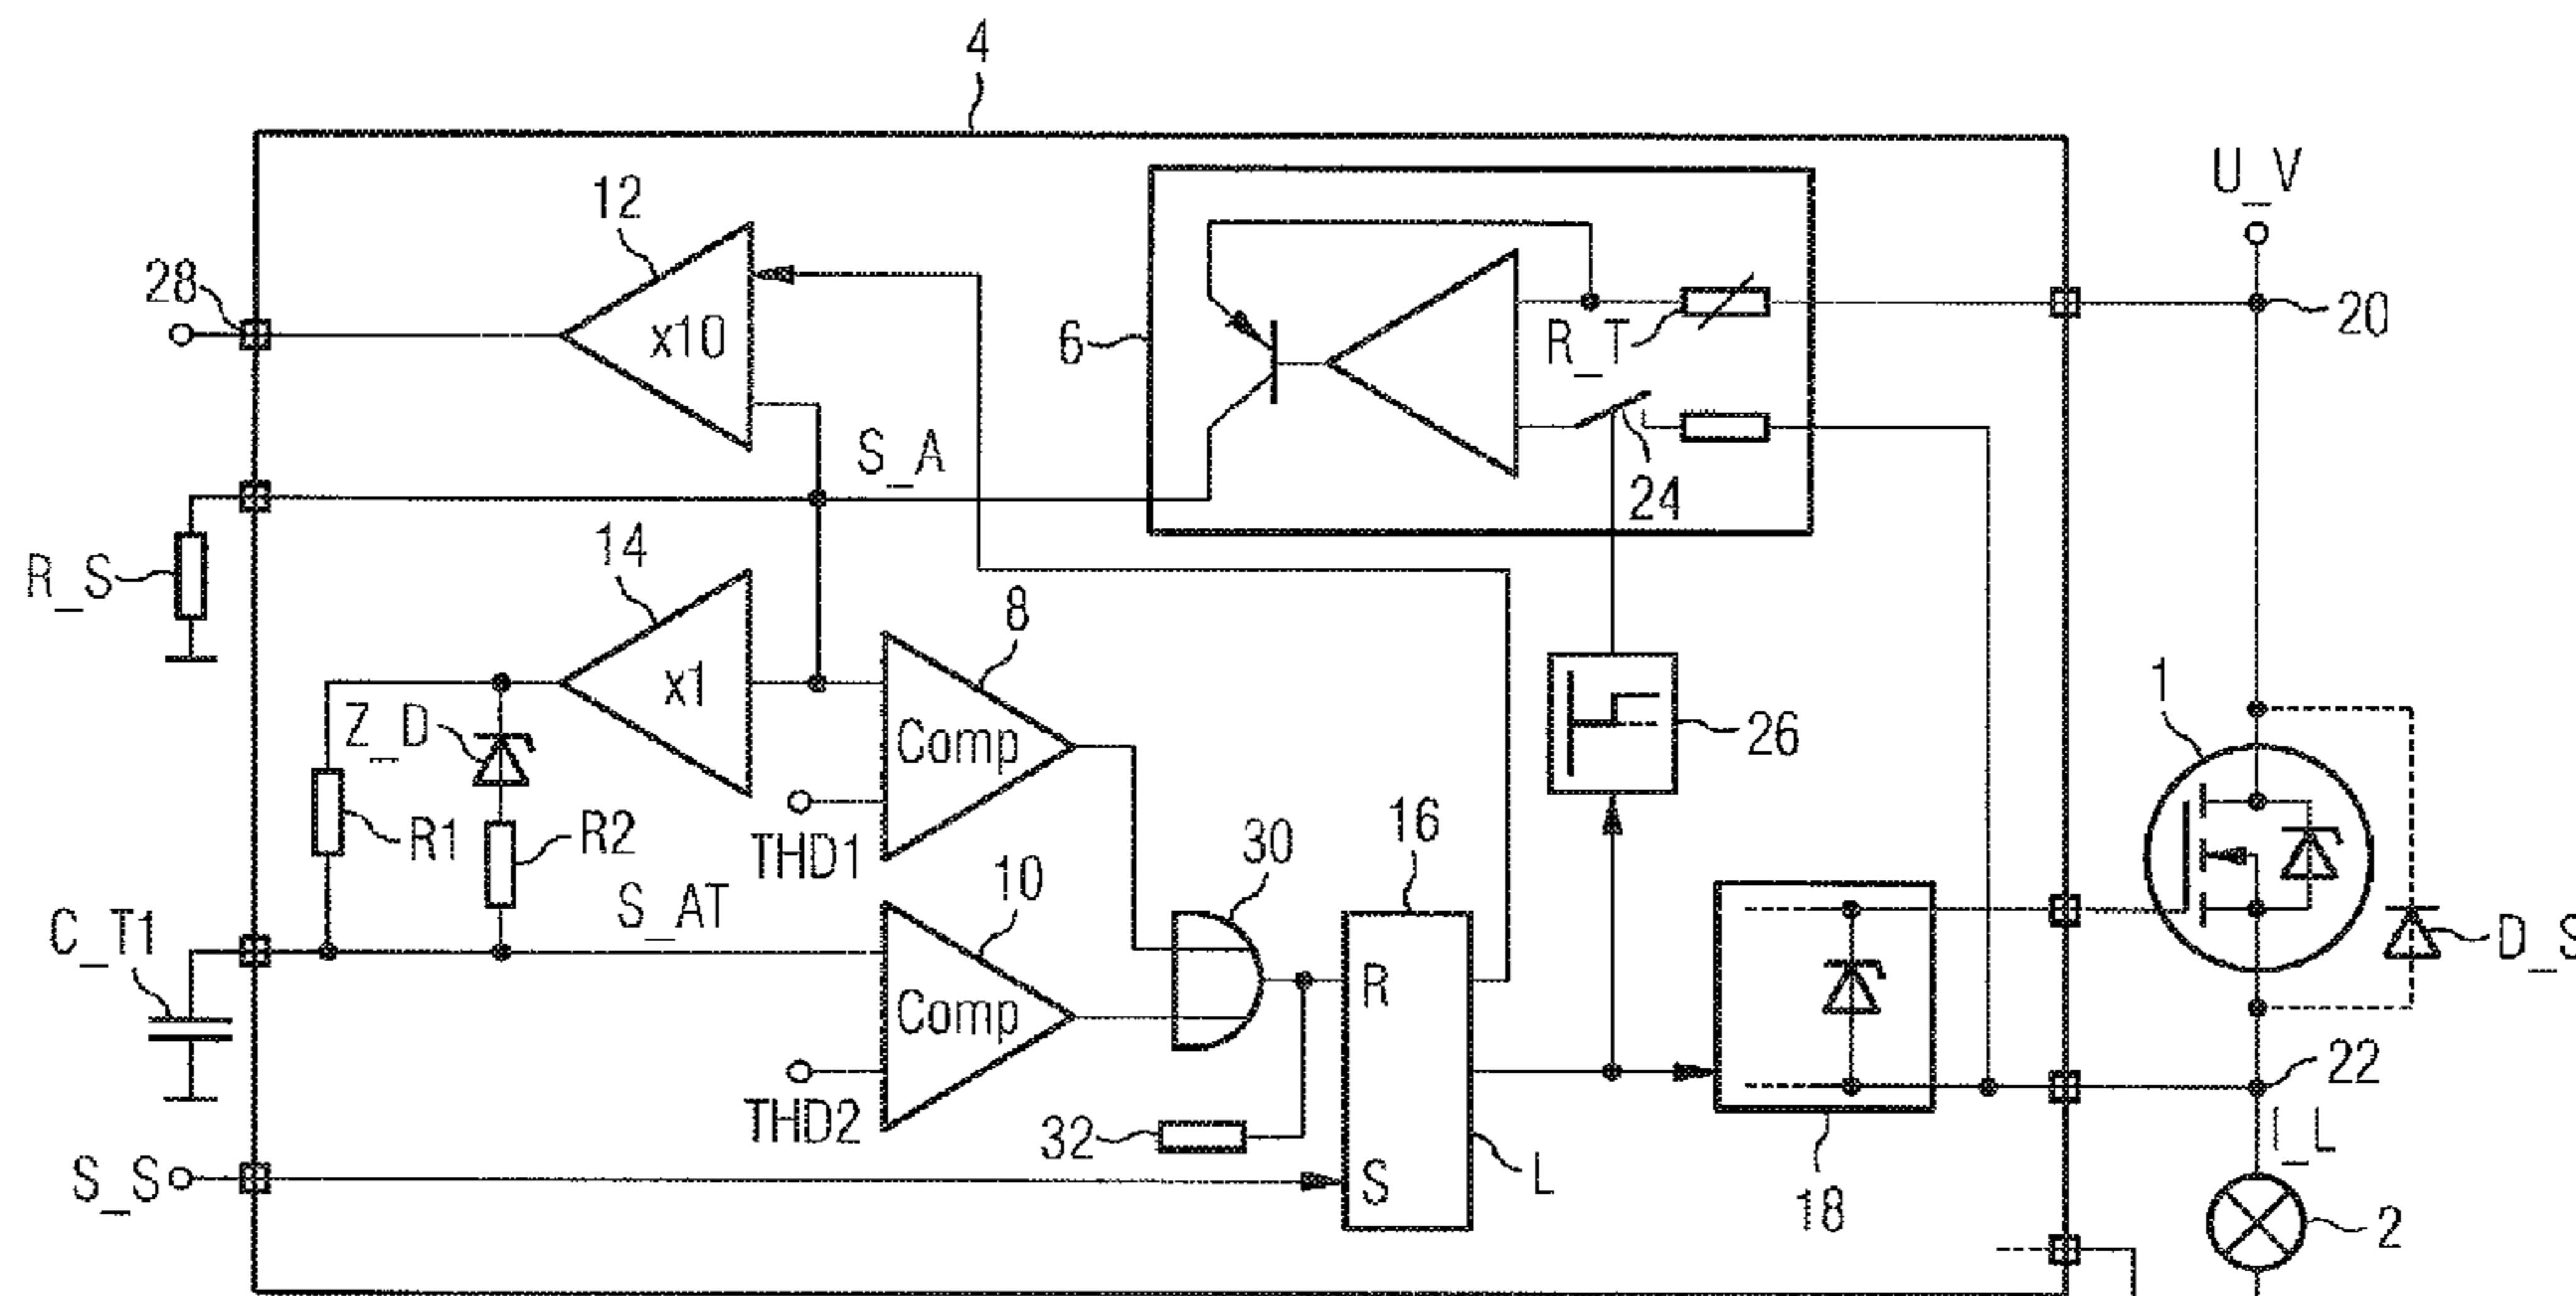 4
U_V
12
28
x10
6
R_T
20
S_A
24
14
R_S
8
x1
1
Z_D
Comp
26
R1
R2
THD1
16
30
10
S_AT
C_T1
R
D_S
Comp
22
THD2
32
I_L
S_S
S
L
18
2